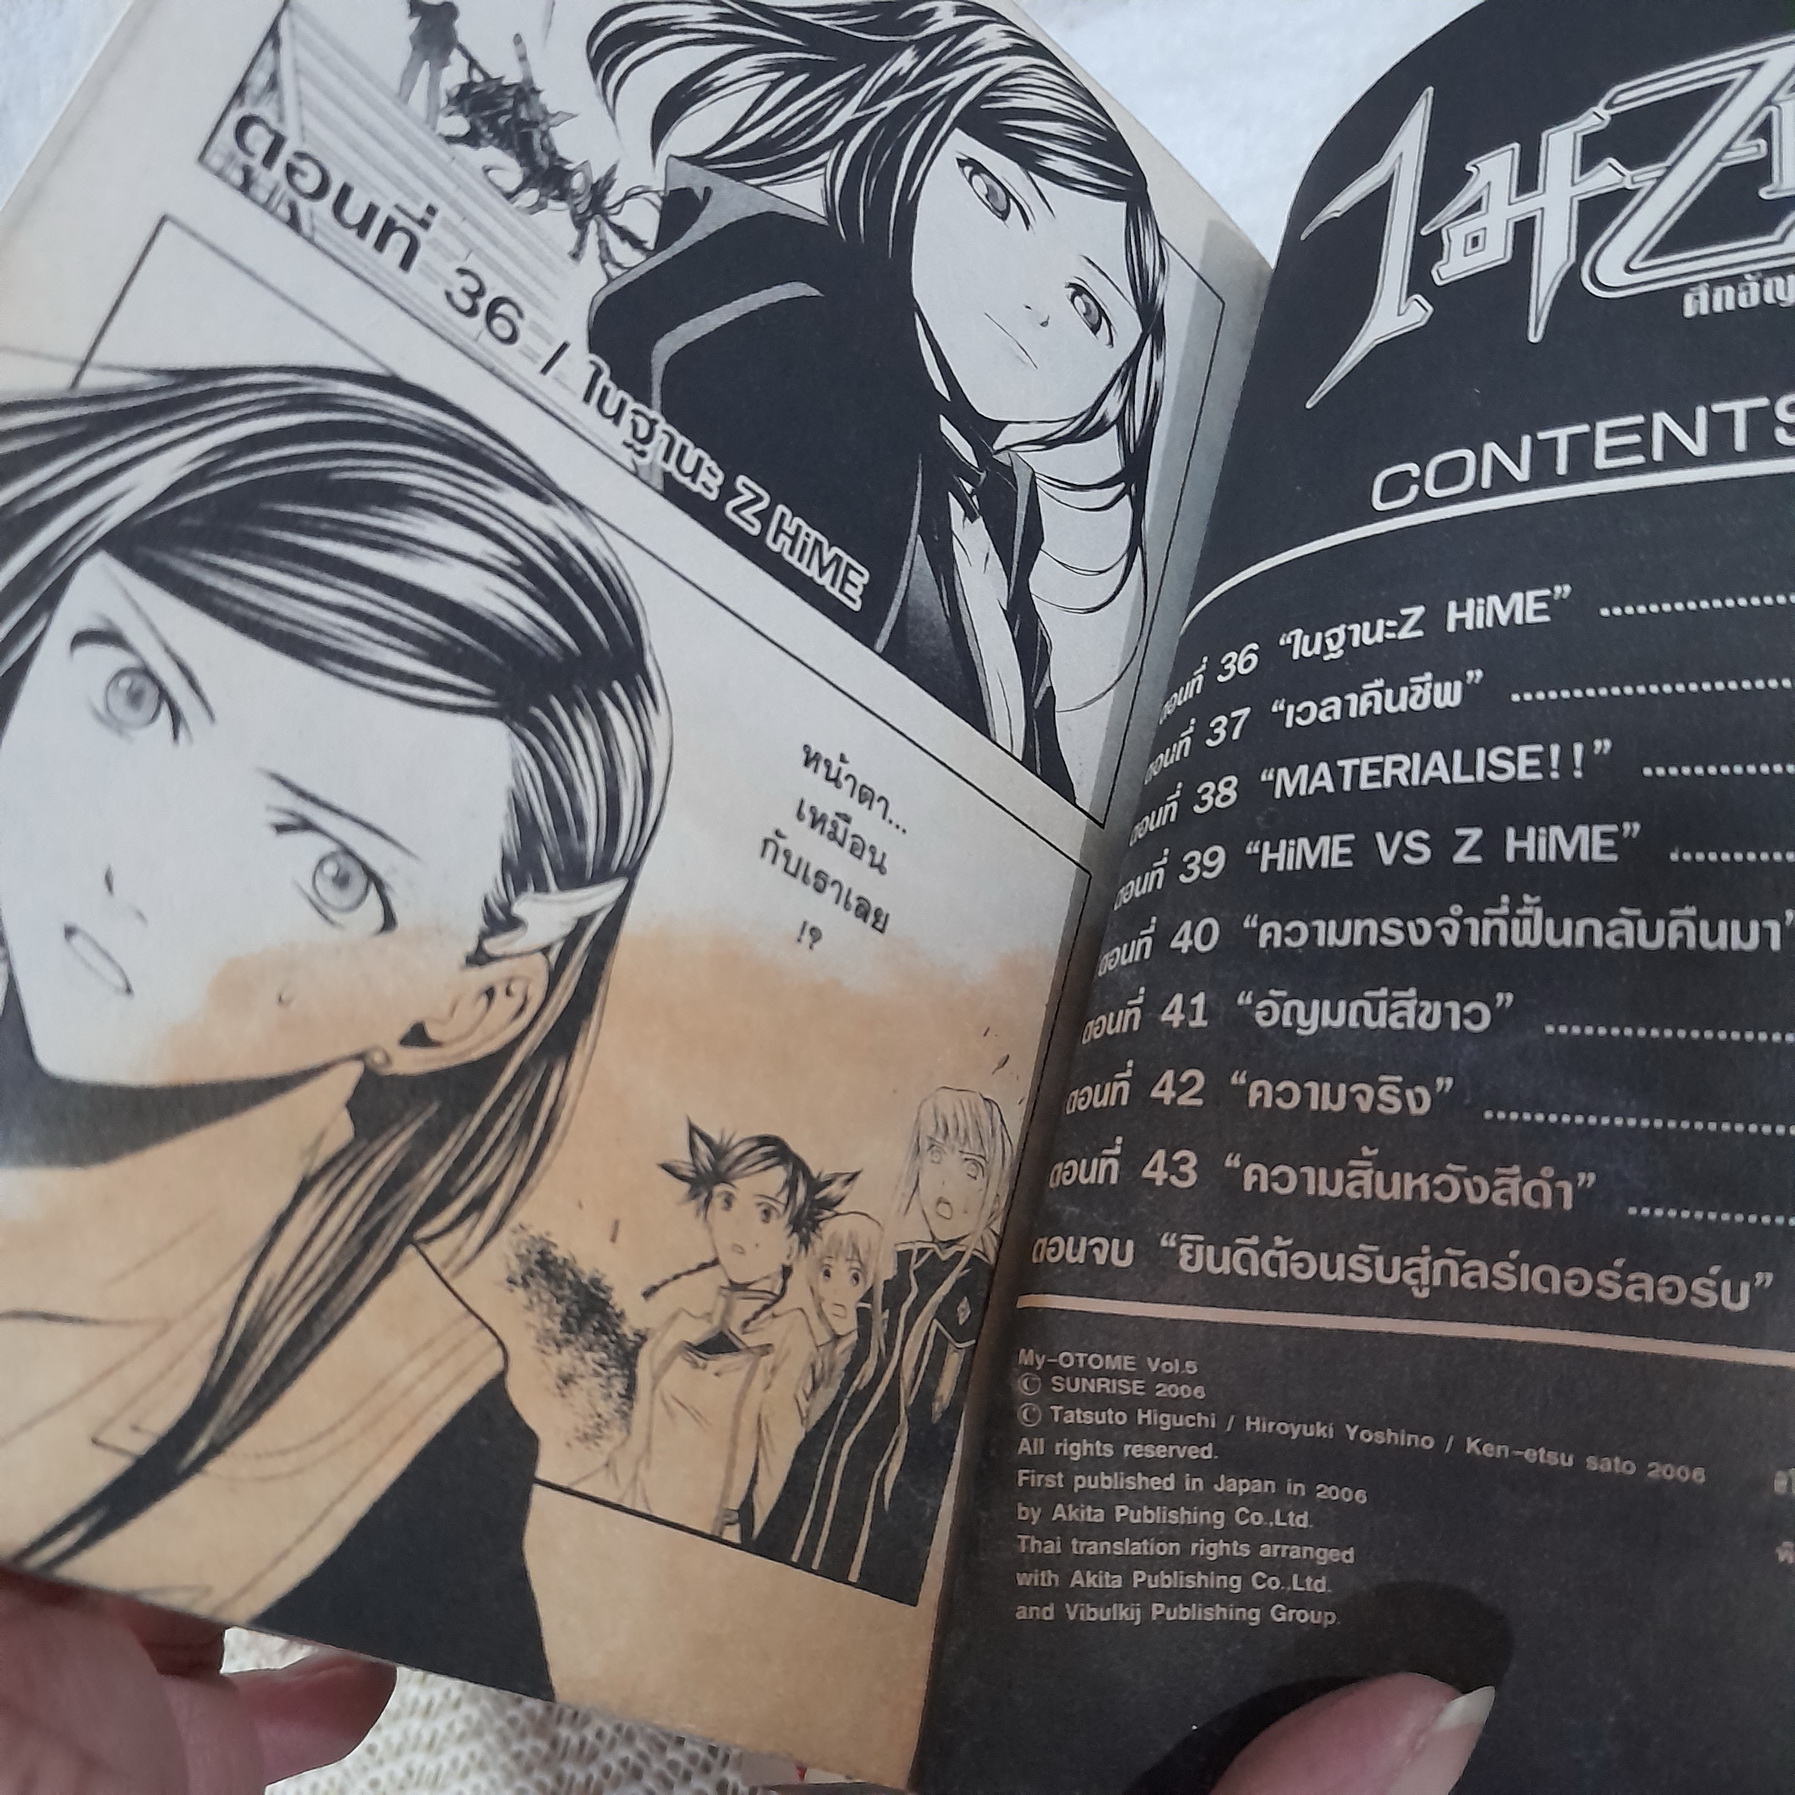 ตอนที่ 36 / ในฐานะ Z HiME
หน้าตา...
เหมือน
กับเราเลย
!?
ไมZ
CONTENTS
ตอนที่ 36 “ในฐานะZ HiME”
ตอนที่ 37 “เวลาคืนชีพ”
ตอนที่ 38 “MATERIALISE!!”
ตอนที่ 39 “HiME VS Z HiME”
ตอนที่ 40 “ความทรงจำที่ฟื้นกลับคืนมา”
ตอนที่ 41 “อัญมณีสีขาว”
ตอนที่ 42 “ความจริง”
ตอนที่ 43 “ความสิ้นหวังสีดำ”
ตอนจบ “ยินดีต้อนรับสู่กัลร์เดอร์ลอร์บ”
My-OTOME Vol.5
© SUNRISE 2006
© Tatsuto Higuchi / Hiroyuki Yoshino / Ken-etsu sato 2006
All rights reserved.
First published in Japan in 2006
by Akita Publishing Co.,Ltd.
Thai translation rights arranged
with Akita Publishing Co.,Ltd.
and Vibulkij Publishing Group.